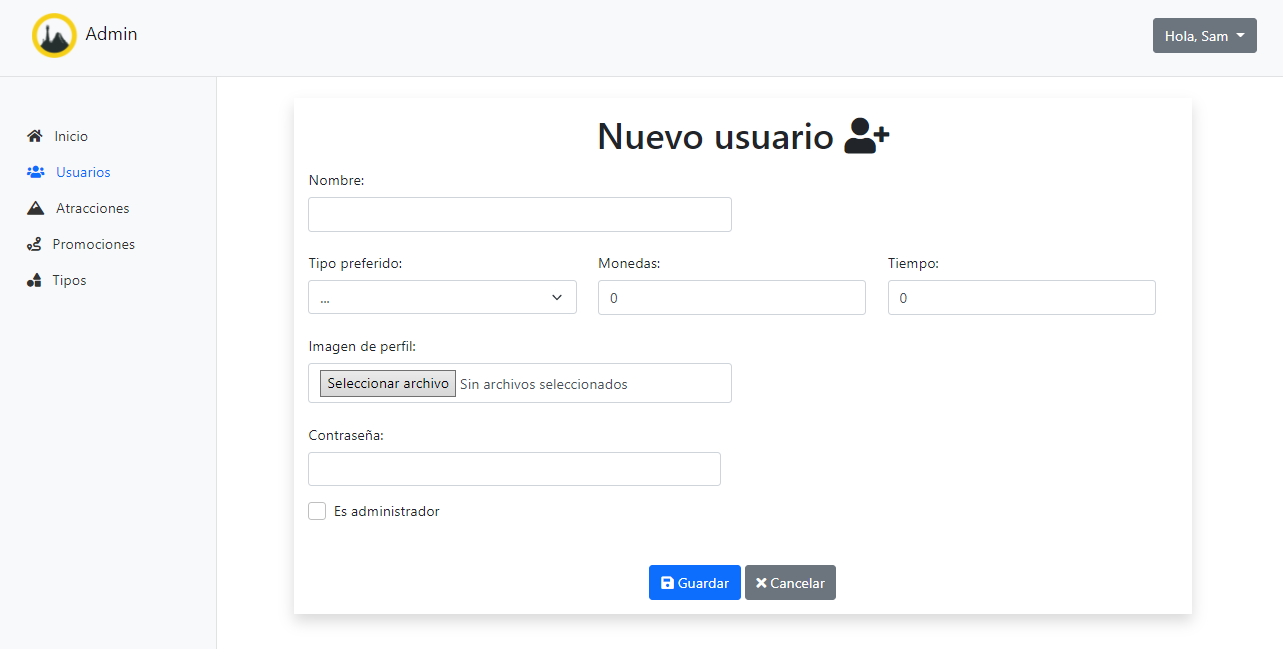 Admin
Hola, Sam
Inicio
Usuarios
Atracciones
Promociones
Tipos
Nuevo usuario
Nombre:
Tipo preferido: Monedas: Tiempo:
... 0 0
Imagen de perfil:
Seleccionar archivo Sin archivos seleccionados
Contraseña:
Es administrador
Guardar Cancelar